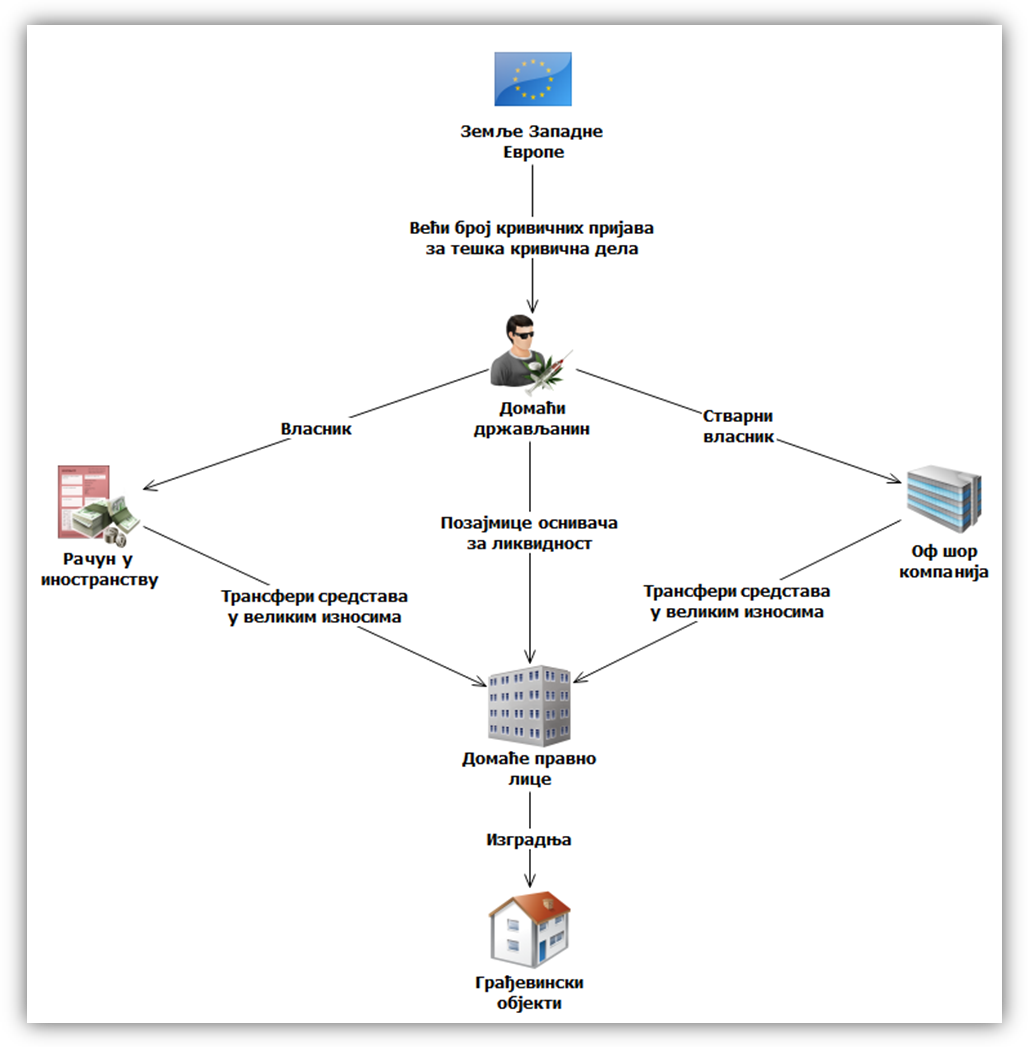 Земље Западне
Европе
Већи број кривичних пријава
за тешка кривична дела
Домаћи
држављанин
Власник
Стварни
власник
Рачун у
иностранству
Позајмице оснивача
за ликвидност
Оф шор
компанија
Трансфери средстава
у великим износима
Трансфери средстава
у великим износима
Домаће правно
лице
Изградња
Грађевински
објекти